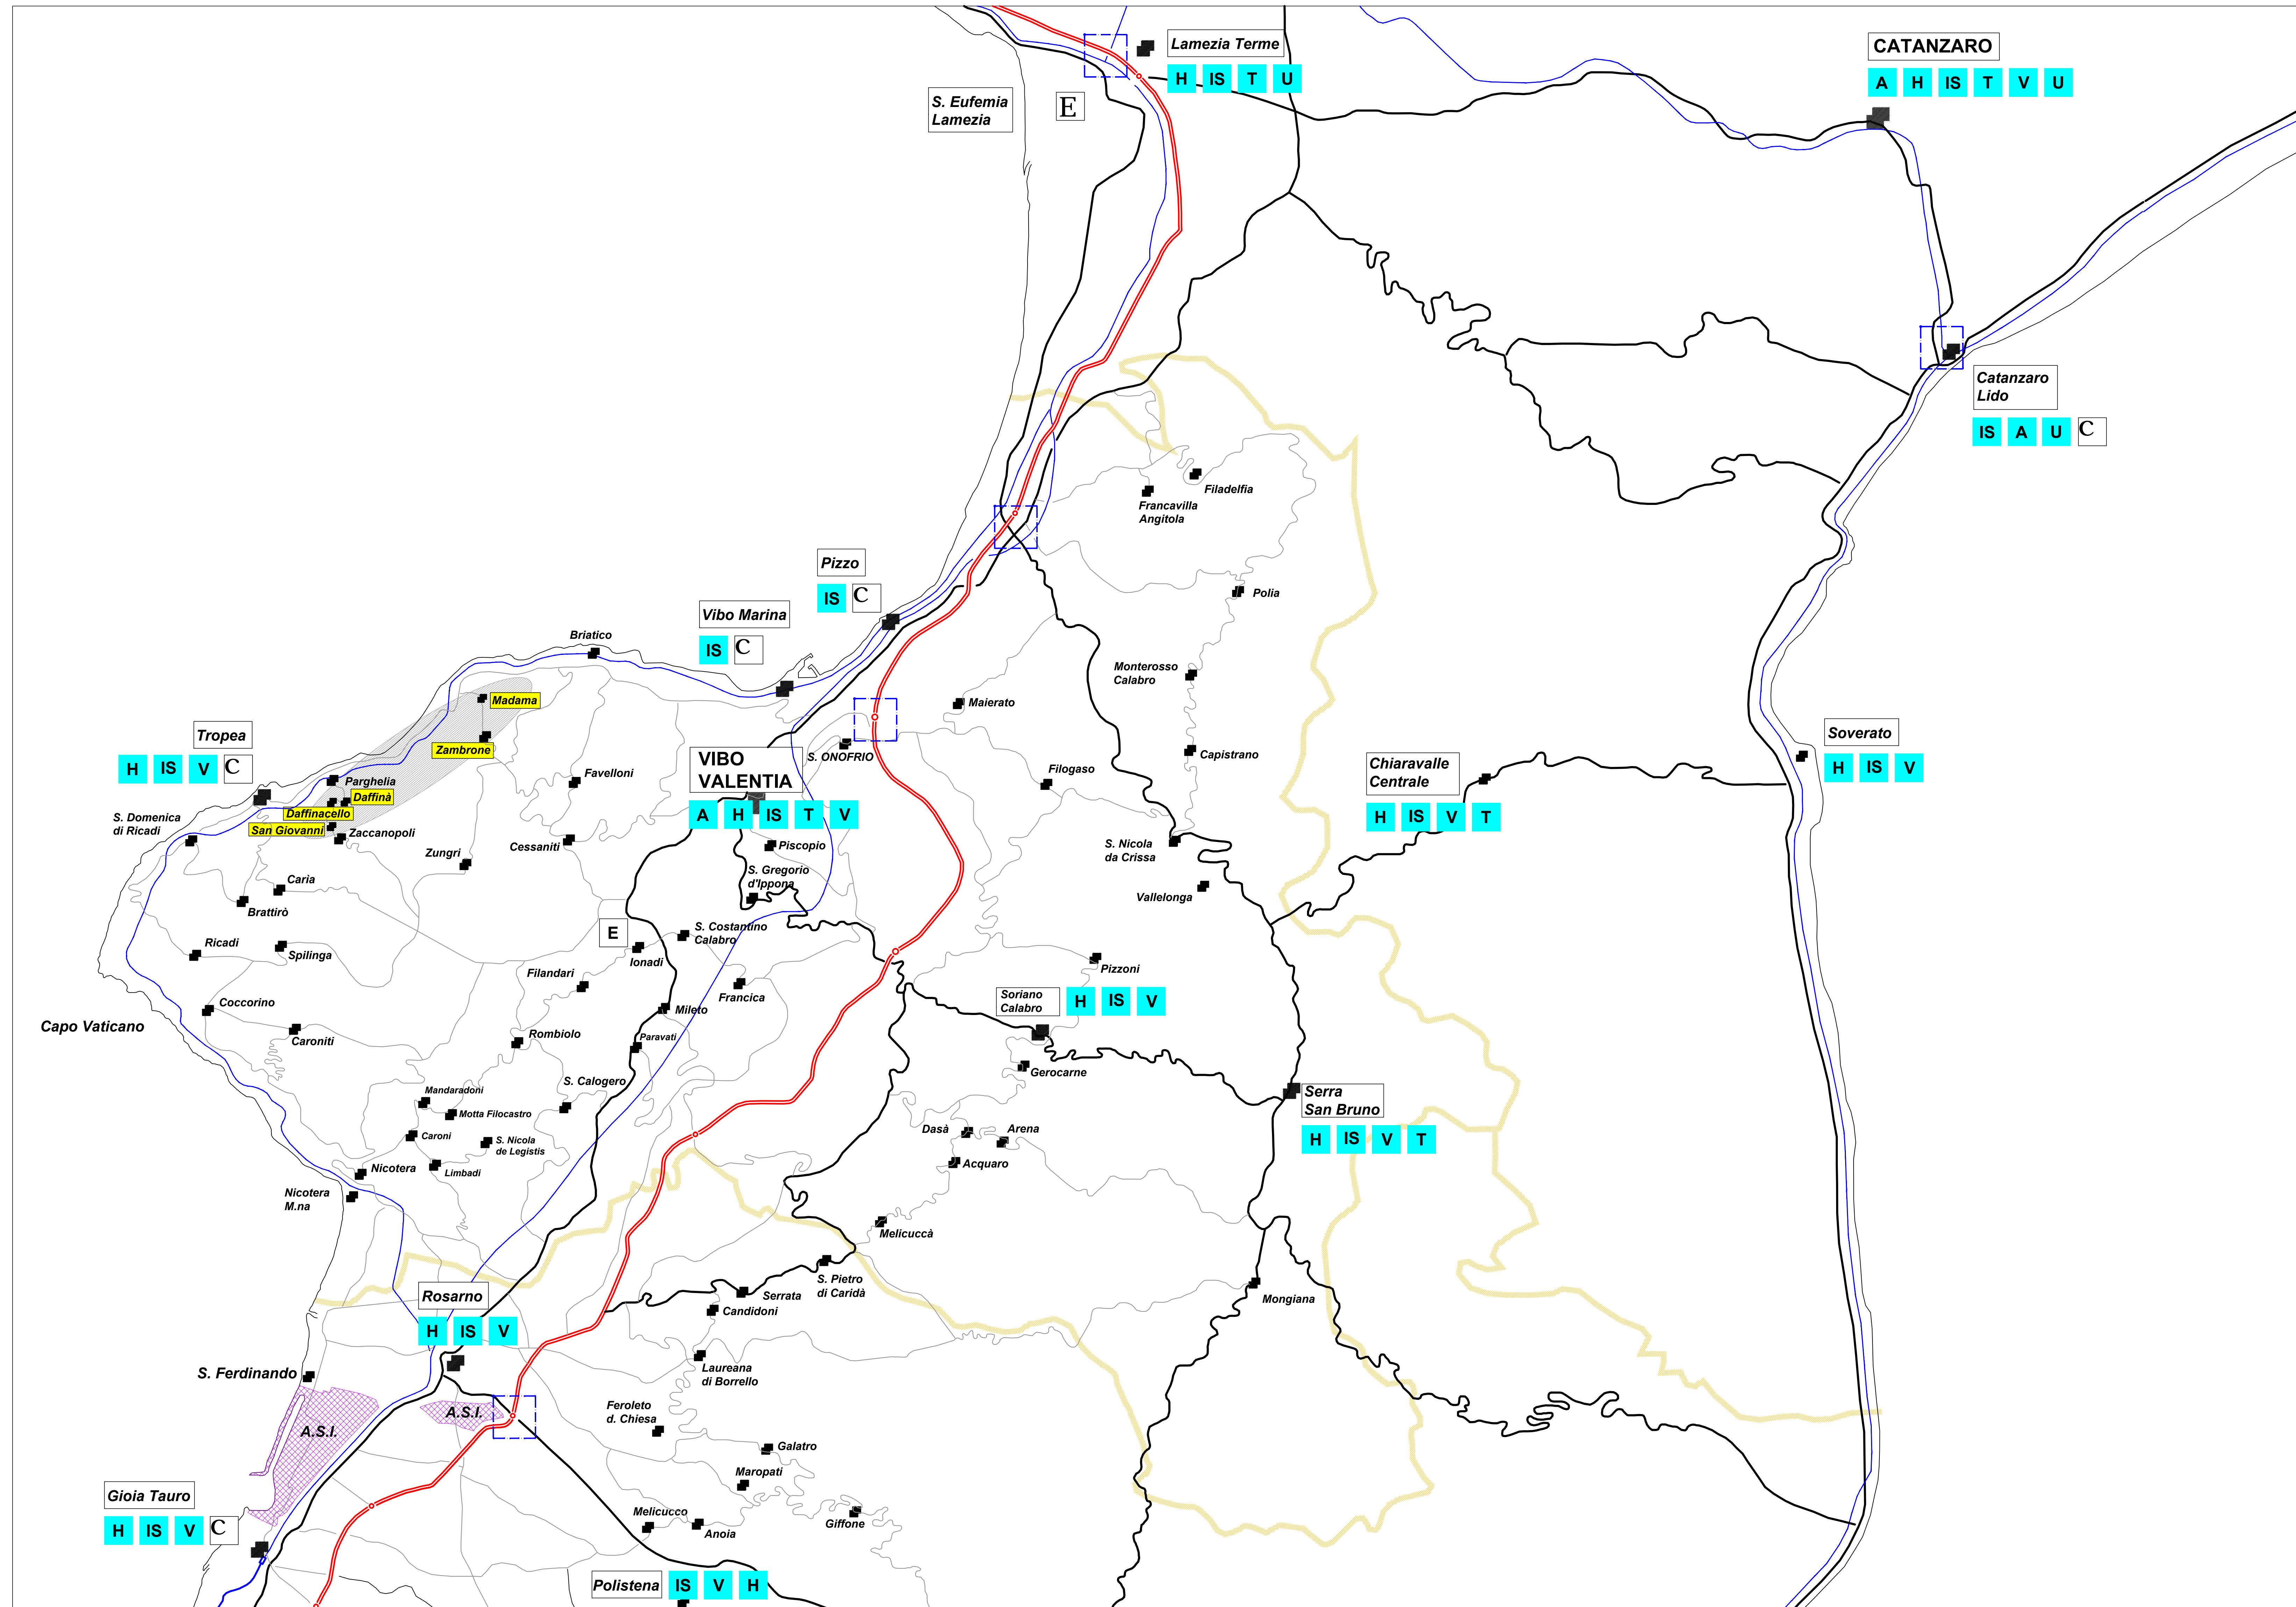 Lamezia Terme
H IS T U
CATANZARO
A H IS T V U
S. Eufemia
Lamezia
E
Catanzaro
Lido
IS A U C
Filadelfia
Francavilla
Angitola
Pizzo
IS C
Polia
Vibo Marina
IS C
Briatico
Monterosso
Calabro
Madama
Maierato
Tropea
H IS V C
Zambrone
VIBO
VALENTIA
A H IS T V
S. ONOFRIO
Capistrano
Chiaravalle
Centrale
H IS V T
Soverato
H IS V
Parghelia
Favelloni
Filogaso
Daffinà
Daffinacello
S. Domenica
di Ricadi
San Giovanni
Zaccanopoli
Cessaniti
Piscopio
S. Nicola
da Crissa
Zungri
S. Gregorio
d'Ippona
Caria
Vallelonga
Brattirò
E
S. Costantino
Calabro
Ricadi
Spilinga
Ionadi
Filandari
Pizzoni
Francica
Soriano
Calabro
H IS V
Coccorino
Mileto
Capo Vaticano
Caroniti
Rombiolo
Paravati
Gerocarne
S. Calogero
Mandaradoni
Motta Filocastro
Serra
San Bruno
H IS V T
Dasà
Arena
Caroni
S. Nicola
de Legistis
Acquaro
Nicotera
Limbadi
Nicotera
M.na
Melicuccà
S. Pietro
di Caridà
Rosarno
H IS V
Serrata
Candidoni
Mongiana
S. Ferdinando
Laureana
di Borrello
A.S.I.
A.S.I.
Feroleto
d. Chiesa
Galatro
Maropati
Gioia Tauro
H IS V C
Melicucco
Anoia
Giffone
Polistena
IS V H